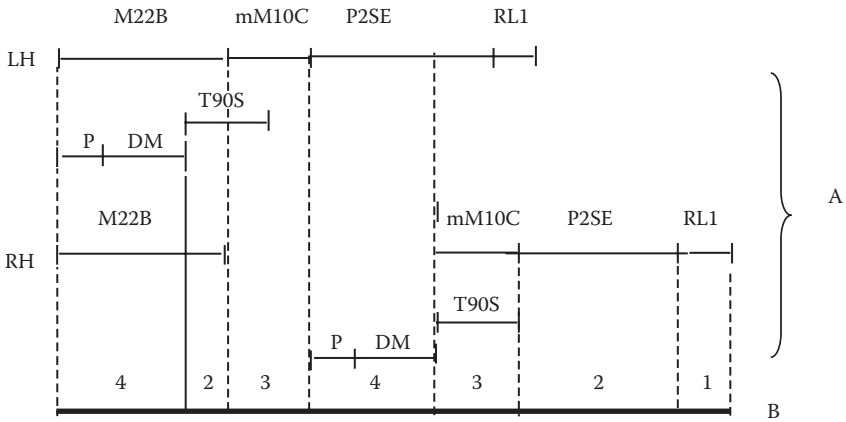 M22B mM10C P2SE RL1
LH
T90S
P DM
A
M22B mM10C P2SE RL1
RH
T90S
P DM
4 2 3 4 3 2 1
B